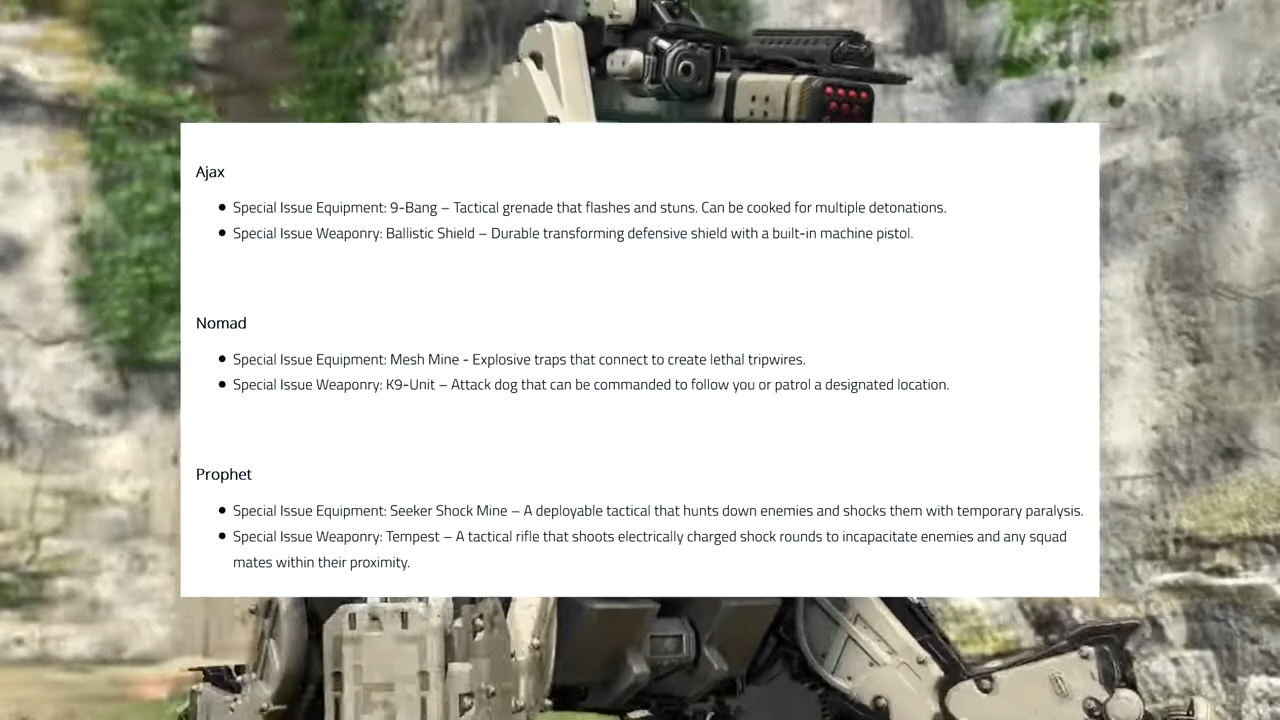 Ajax
● Special Issue Equipment: 9-Bang – Tactical grenade that flashes and stuns. Can be cooked for multiple detonations.
● Special Issue Weaponry: Ballistic Shield – Durable transforming defensive shield with a built-in machine pistol.
Nomad
● Special Issue Equipment: Mesh Mine - Explosive traps that connect to create lethal tripwires.
● Special Issue Weaponry: K9-Unit – Attack dog that can be commanded to follow you or patrol a designated location.
Prophet
● Special Issue Equipment: Seeker Shock Mine – A deployable tactical that hunts down enemies and shocks them with temporary paralysis.
● Special Issue Weaponry: Tempest – A tactical rifle that shoots electrically charged shock rounds to incapacitate enemies and any squad
mates within their proximity.